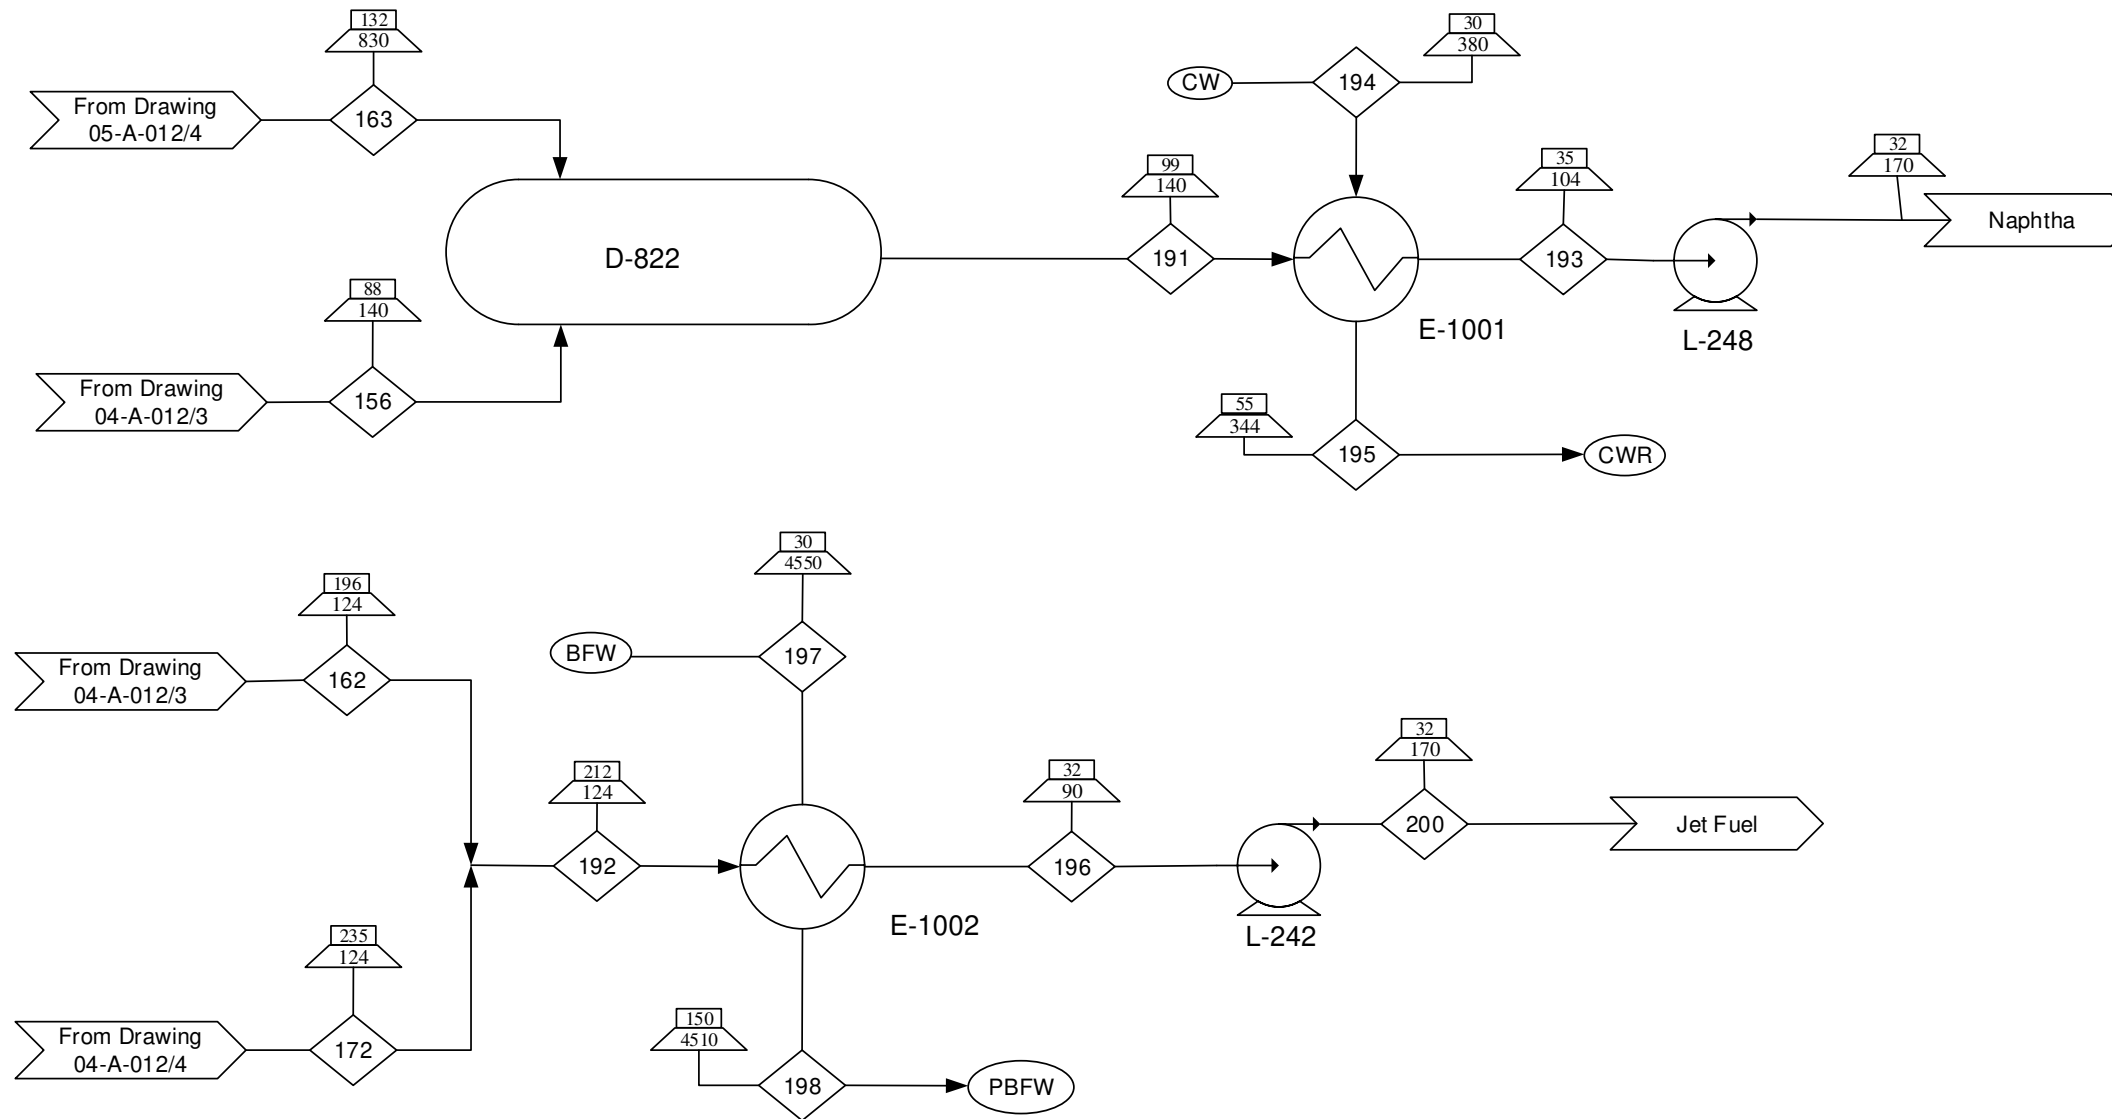 132
830
From Drawing
05-A-012/4
163
CW
194
30
380
99
140
191
35
104
193
32
170
Naphtha
D-822
E-1001
L-248
88
140
From Drawing
04-A-012/3
156
55
344
195
CWR
30
4550
BFW
197
196
124
From Drawing
04-A-012/3
162
212
124
192
E-1002
32
90
196
32
170
200
Jet Fuel
L-242
235
124
From Drawing
04-A-012/4
172
150
4510
198
PBFW